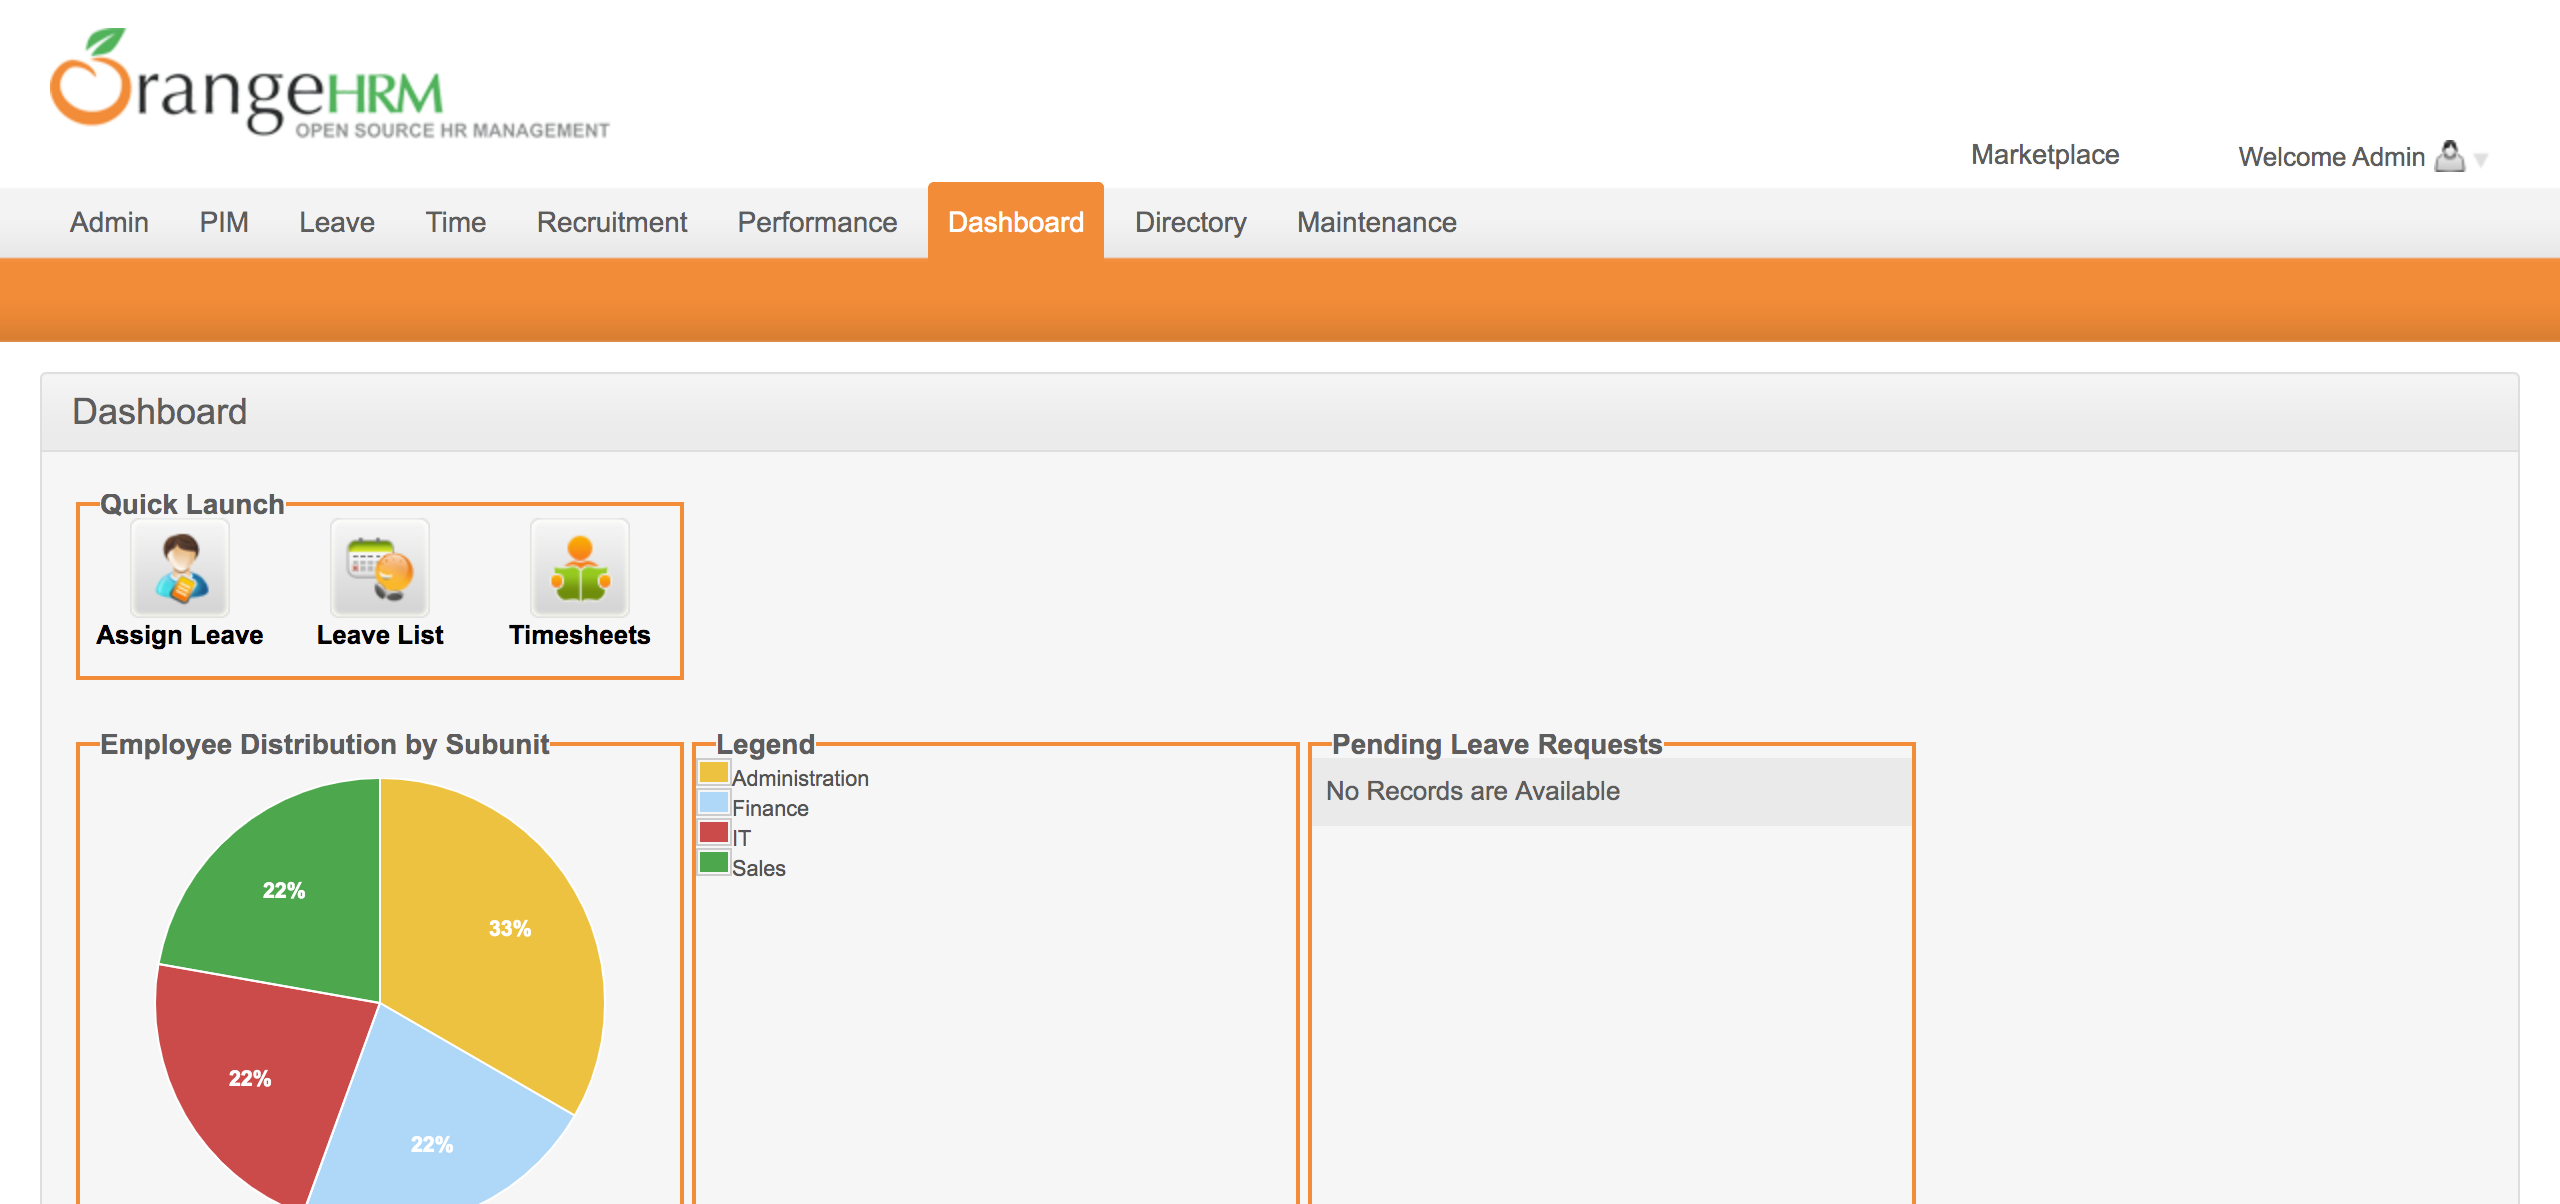 OrangeHRM
OPEN SOURCE HR MANAGEMENT
Marketplace
Welcome Admin
Admin PIM Leave Time Recruitment Performance Dashboard Directory Maintenance
Dashboard
Quick Launch
Assign Leave Leave List Timesheets
Employee Distribution by Subunit
22%
33%
22%
22%
Legend
Administration
Finance
IT
Sales
Pending Leave Requests
No Records are Available